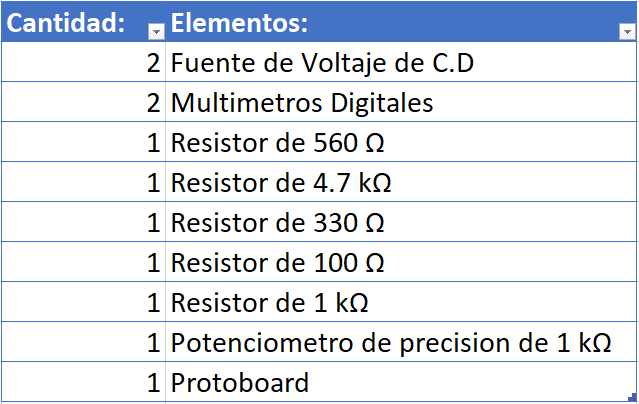 Cantidad: Elementos:
2 Fuente de Voltaje de C.D
2 Multimetros Digitales
1 Resistor de 560 Ω
1 Resistor de 4.7 kΩ
1 Resistor de 330 Ω
1 Resistor de 100 Ω
1 Resistor de 1 kΩ
1 Potenciometro de precision de 1 kΩ
1 Protoboard